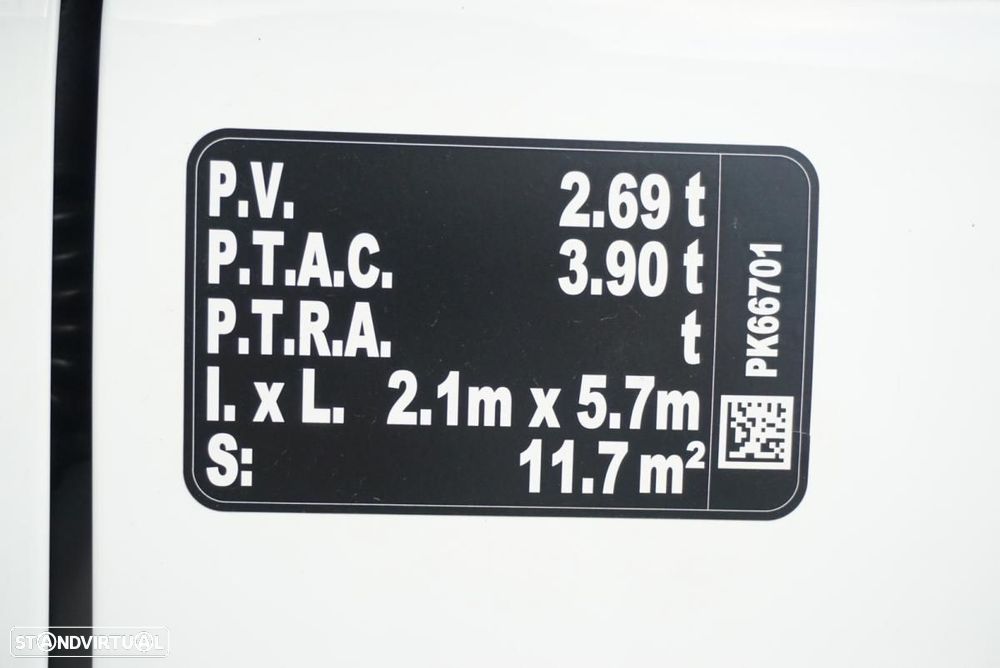 P.V. 2.69 t
P.T.A.C. 3.90 t
P.T.R.A. t
l. x L. 2.1m x 5.7m
S: 11.7 m²
PK66701
STANDVIRTUAL